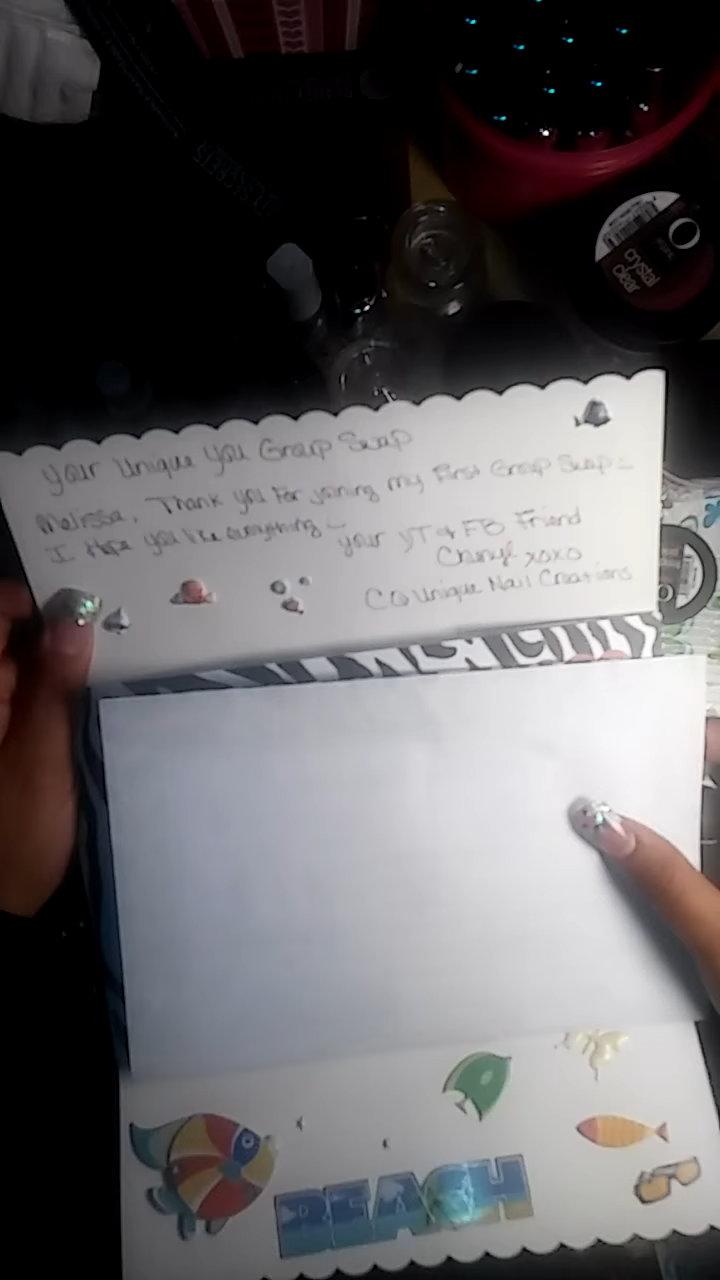 crystal
clear
Your Unique You Group Swap
Melissa, Thank you For joining my First Group Swap
I Hope you like everything
your YT & FB Friend
Cheryl xoxo
CQ Unique Nail Creations
BEACH